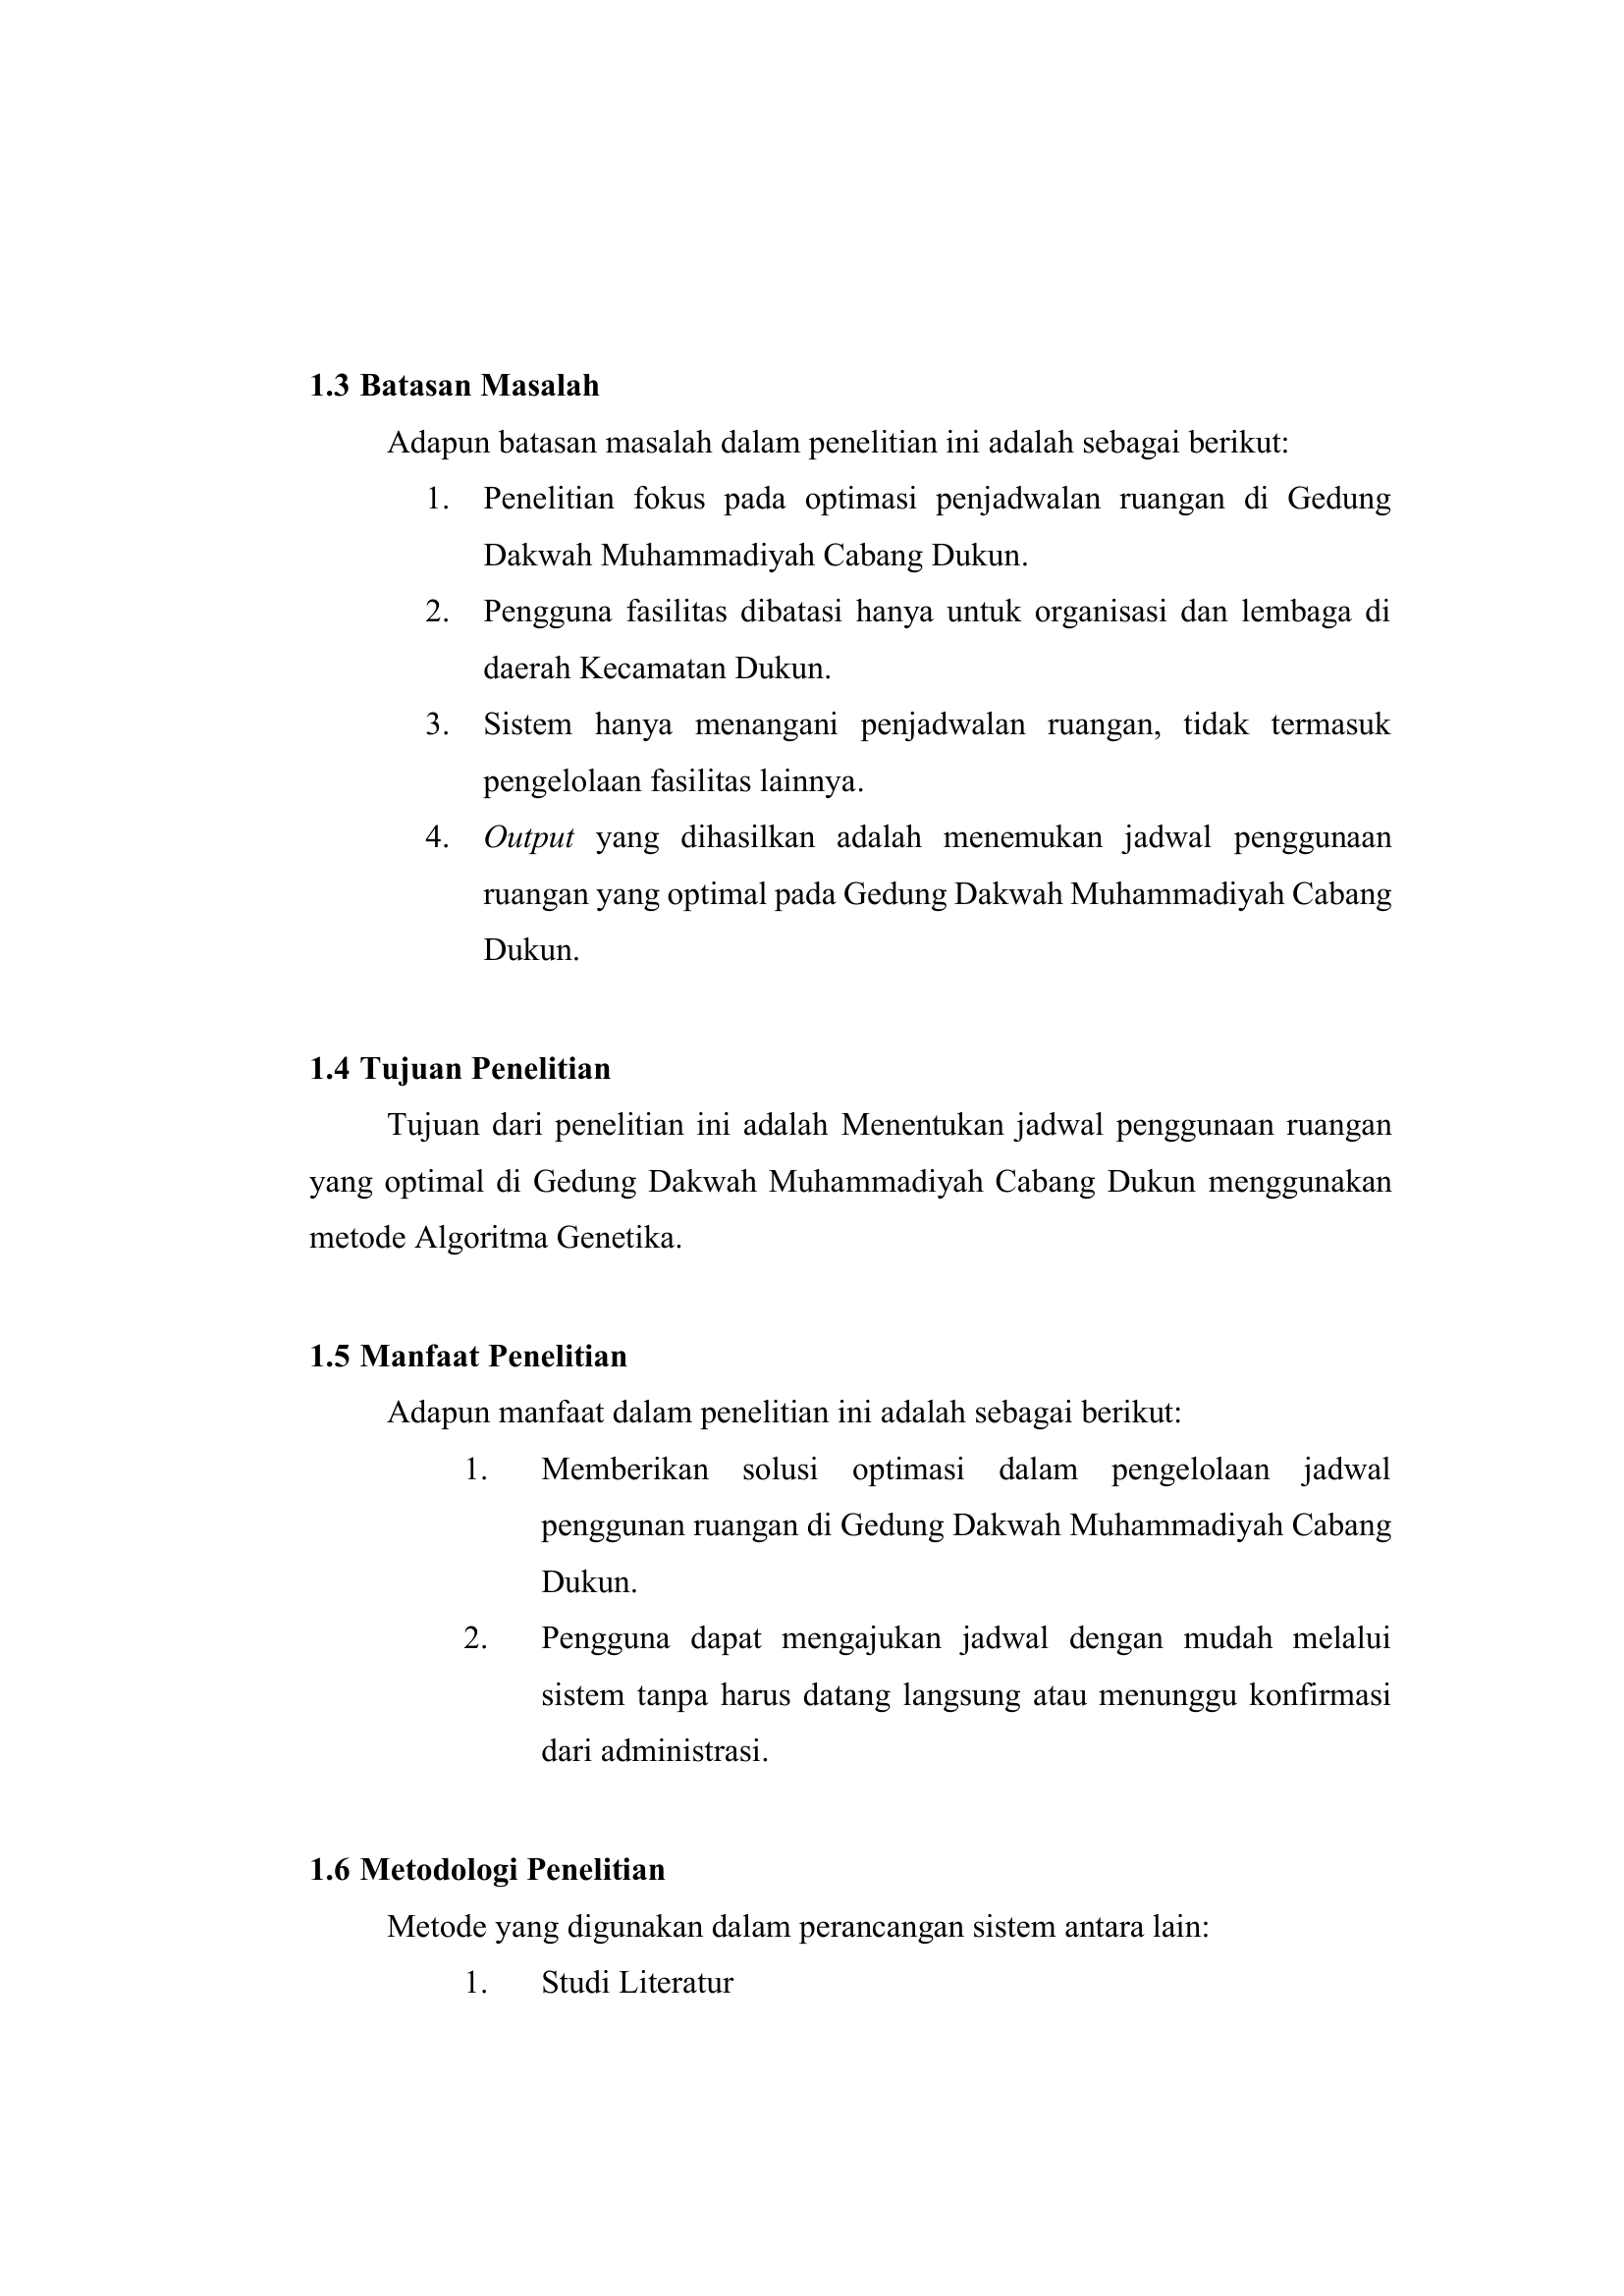 1.3 Batasan Masalah
Adapun batasan masalah dalam penelitian ini adalah sebagai berikut:
1. Penelitian fokus pada optimasi penjadwalan ruangan di Gedung
Dakwah Muhammadiyah Cabang Dukun.
2. Pengguna fasilitas dibatasi hanya untuk organisasi dan lembaga di
daerah Kecamatan Dukun.
3. Sistem hanya menangani penjadwalan ruangan, tidak termasuk
pengelolaan fasilitas lainnya.
4. Output yang dihasilkan adalah menemukan jadwal penggunaan
ruangan yang optimal pada Gedung Dakwah Muhammadiyah Cabang
Dukun.
1.4 Tujuan Penelitian
Tujuan dari penelitian ini adalah Menentukan jadwal penggunaan ruangan
yang optimal di Gedung Dakwah Muhammadiyah Cabang Dukun menggunakan
metode Algoritma Genetika.
1.5 Manfaat Penelitian
Adapun manfaat dalam penelitian ini adalah sebagai berikut:
1. Memberikan solusi optimasi dalam pengelolaan jadwal
penggunan ruangan di Gedung Dakwah Muhammadiyah Cabang
Dukun.
2. Pengguna dapat mengajukan jadwal dengan mudah melalui
sistem tanpa harus datang langsung atau menunggu konfirmasi
dari administrasi.
1.6 Metodologi Penelitian
Metode yang digunakan dalam perancangan sistem antara lain:
1. Studi Literatur